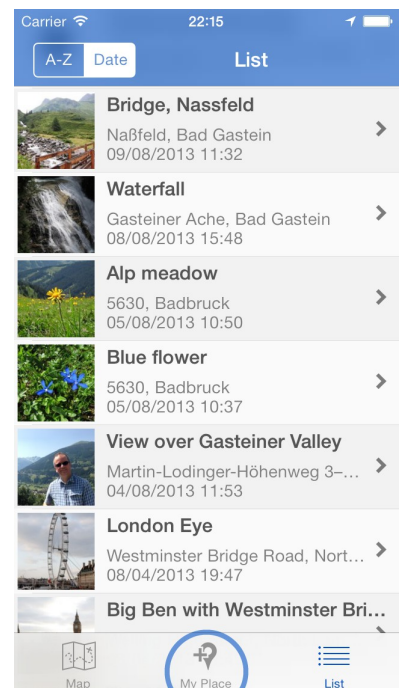 Carrier 22:15
A-Z Date List
Bridge, Nassfeld
Naßfeld, Bad Gastein
09/08/2013 11:32
Waterfall
Gasteiner Ache, Bad Gastein
08/08/2013 15:48
Alp meadow
5630, Badbruck
05/08/2013 10:50
Blue flower
5630, Badbruck
05/08/2013 10:37
View over Gasteiner Valley
Martin-Lodinger-Höhenweg 3–...
04/08/2013 11:53
London Eye
Westminster Bridge Road, Nort...
08/04/2013 19:47
Big Ben with Westminster Bri...
Map My Place List